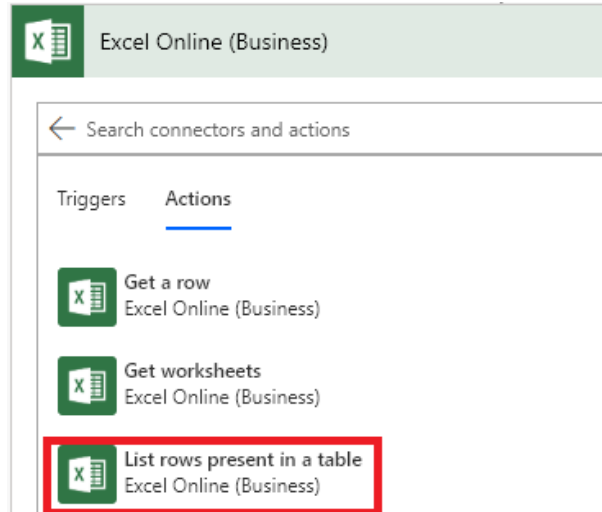 Excel Online (Business)
Search connectors and actions
Triggers Actions
Get a row
Excel Online (Business)
Get worksheets
Excel Online (Business)
List rows present in a table
Excel Online (Business)